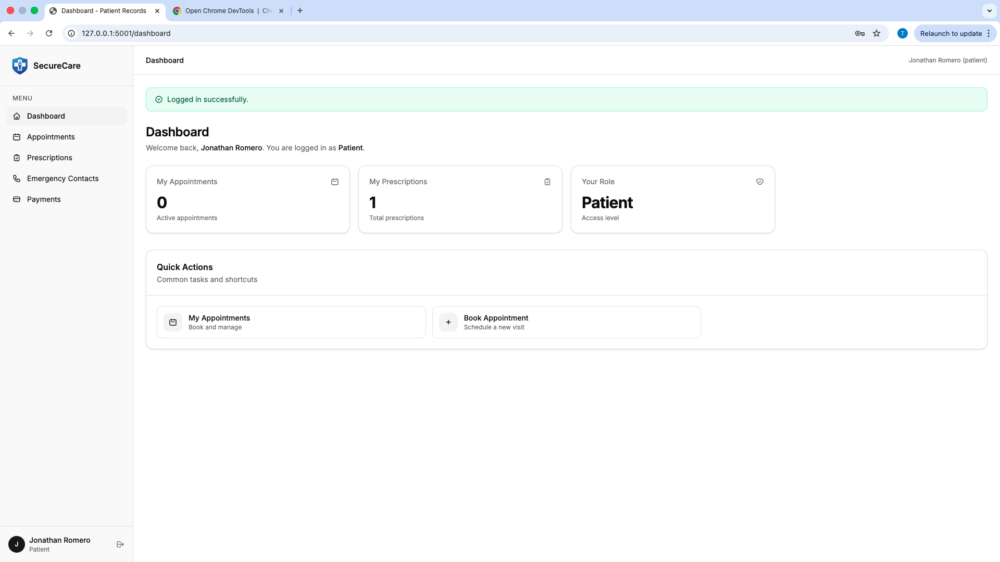 Dashboard - Patient Records
Open Chrome DevTools | Ch
127.0.0.1:5001/dashboard
T
Relaunch to update
SecureCare
MENU
Dashboard
Appointments
Prescriptions
Emergency Contacts
Payments
J
Jonathan Romero
Patient
Dashboard
Jonathan Romero (patient)
Logged in successfully.
Dashboard
Welcome back, Jonathan Romero. You are logged in as Patient.
My Appointments
0
Active appointments
My Prescriptions
1
Total prescriptions
Your Role
Patient
Access level
Quick Actions
Common tasks and shortcuts
My Appointments
Book and manage
Book Appointment
Schedule a new visit